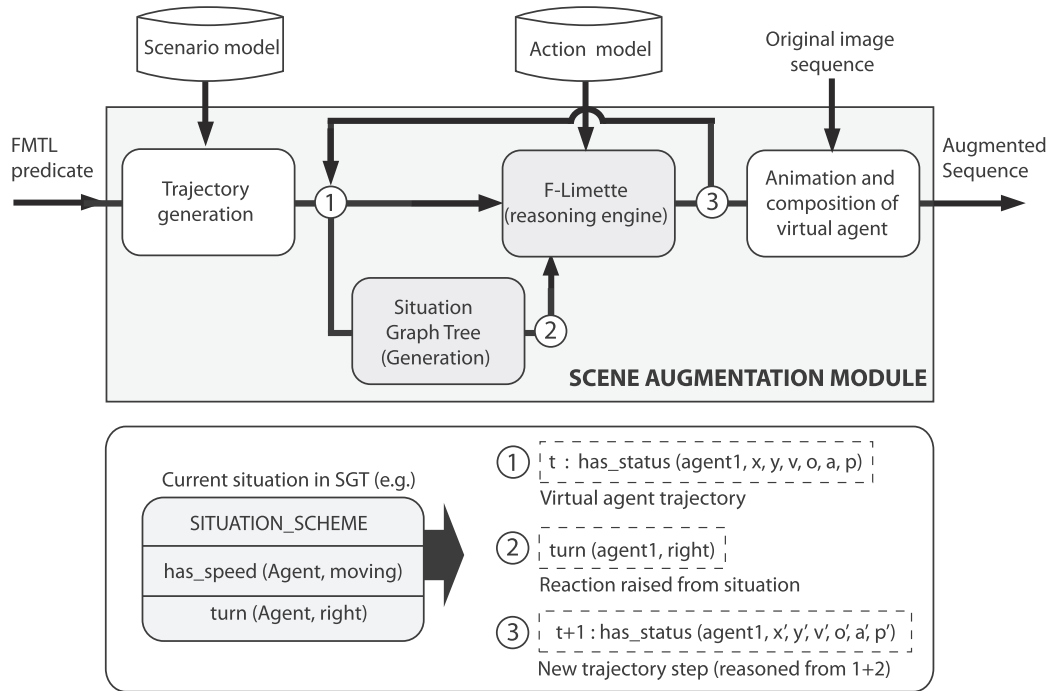 Scenario model
Action model
Original image
sequence
FMTL
predicate
Augmented
Sequence
Trajectory
generation
1
F-Limette
(reasoning engine)
3
Animation and
composition of
virtual agent
Situation
Graph Tree
(Generation)
2
SCENE AUGMENTATION MODULE
Current situation in SGT (e.g.)
SITUATION_SCHEME
has_speed (Agent, moving)
turn (Agent, right)
1 t : has_status (agent1, x, y, v, o, a, p)
Virtual agent trajectory
2 turn (agent1, right)
Reaction raised from situation
3 t+1 : has_status (agent1, x’, y’, v’, o’, a’, p’)
New trajectory step (reasoned from 1+2)